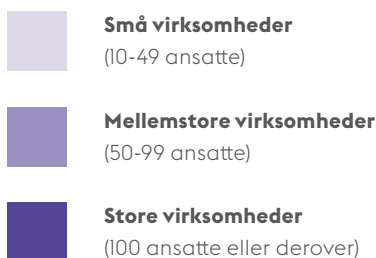 Små virksomheder
(10-49 ansatte)
Mellemstore virksomheder
(50-99 ansatte)
Store virksomheder
(100 ansatte eller derover)